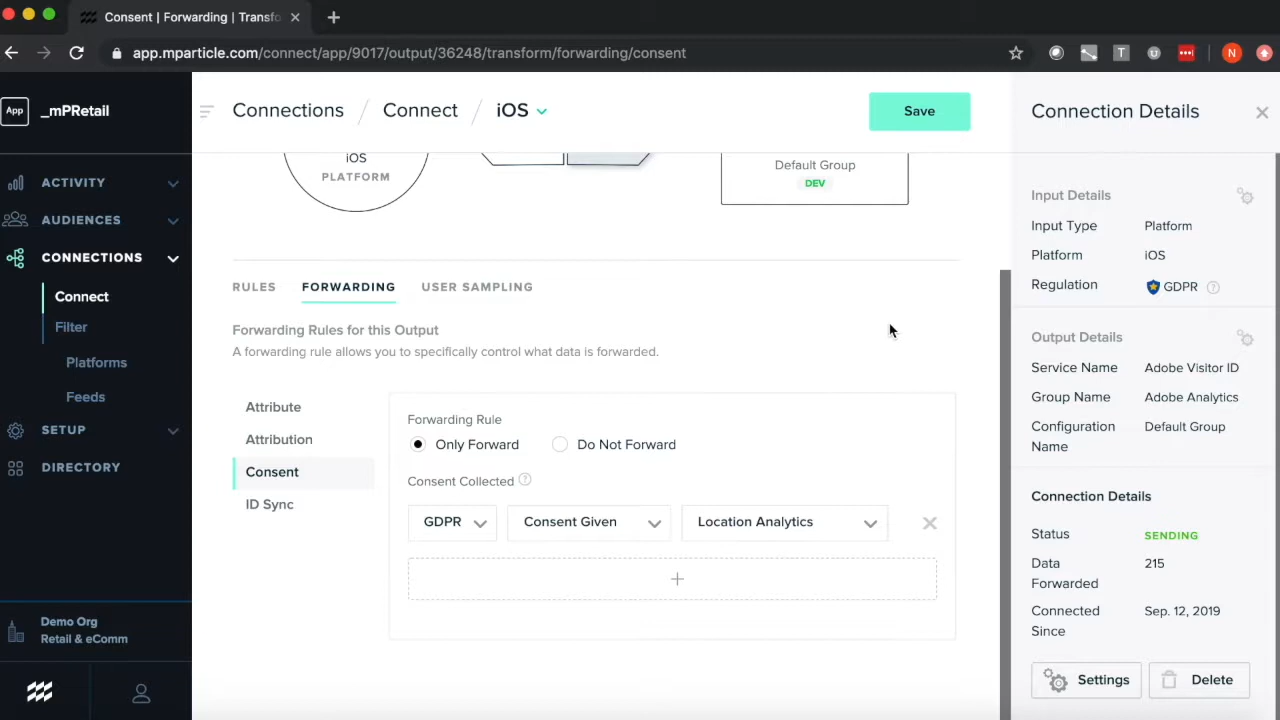 Consent | Forwarding | Transfo
app.mparticle.com/connect/app/9017/output/36248/transform/forwarding/consent
T
N
App
_mPRetail
ACTIVITY
AUDIENCES
CONNECTIONS
Connect
Filter
Platforms
Feeds
SETUP
DIRECTORY
Demo Org
Retail & eComm
Connections / Connect / iOS
Save
iOS
PLATFORM
Default Group
DEV
RULES
FORWARDING
USER SAMPLING
Forwarding Rules for this Output
A forwarding rule allows you to specifically control what data is forwarded.
Attribute
Attribution
Consent
ID Sync
Forwarding Rule
Only Forward
Do Not Forward
Consent Collected ?
GDPR
Consent Given
Location Analytics
Connection Details
Input Details
Input Type Platform
Platform iOS
Regulation GDPR ?
Output Details
Service Name Adobe Visitor ID
Group Name Adobe Analytics
Configuration Default Group
Name
Connection Details
Status SENDING
Data 215
Forwarded
Connected Sep. 12, 2019
Since
Settings
Delete